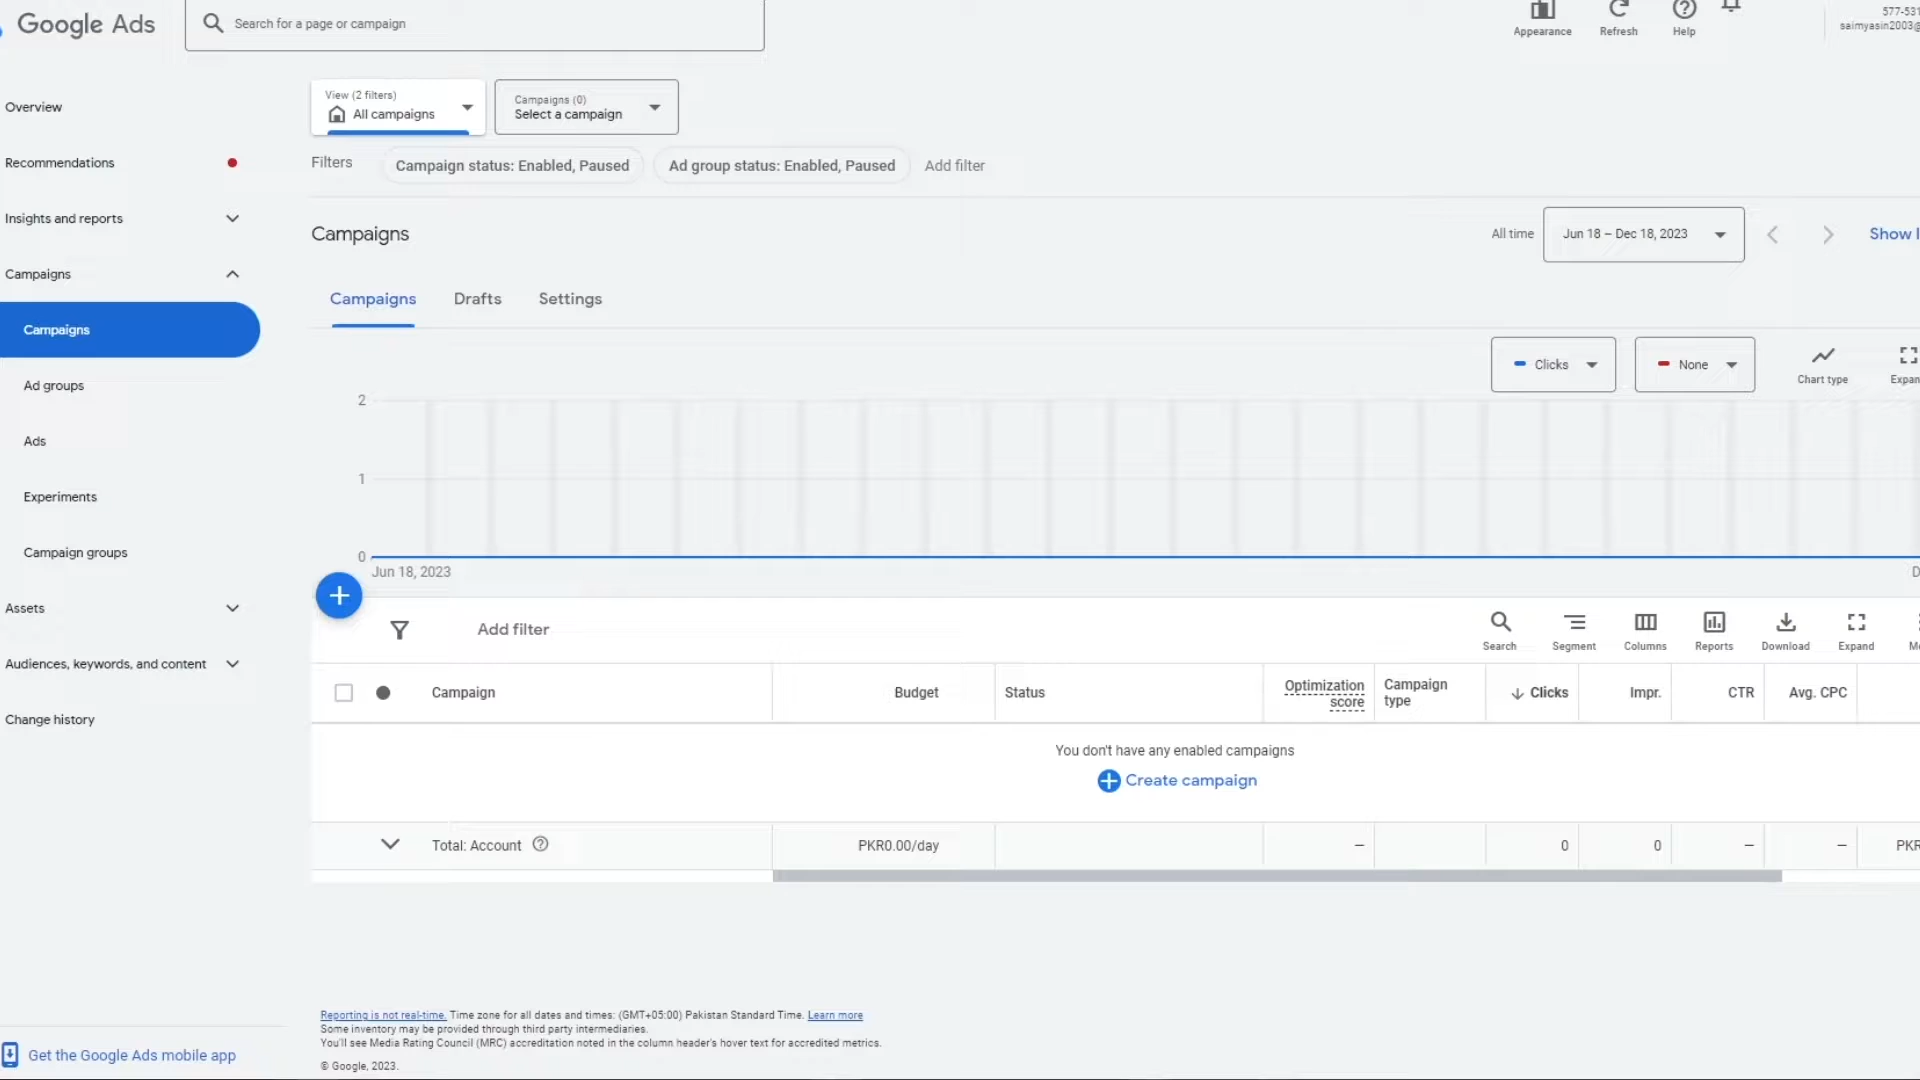 Google Ads
Search for a page or campaign
Appearance
Refresh
Help
577-531
saimyasin2003@
Overview
Recommendations
Insights and reports
Campaigns
Campaigns
Ad groups
Ads
Experiments
Campaign groups
Assets
Audiences, keywords, and content
Change history
Get the Google Ads mobile app
View (2 filters)
All campaigns
Campaigns (0)
Select a campaign
Filters
Campaign status: Enabled, Paused
Ad group status: Enabled, Paused
Add filter
Campaigns
All time
Jun 18 – Dec 18, 2023
Show l
Campaigns
Drafts
Settings
Clicks
None
Chart type
Expan
2
1
0
Jun 18, 2023
D
Add filter
Search
Segment
Columns
Reports
Download
Expand
Mo
Campaign
Budget
Status
Optimization
score
Campaign
type
Clicks
Impr.
CTR
Avg. CPC
You don't have any enabled campaigns
Create campaign
Total: Account
PKR0.00/day
–
0
0
–
–
PKR
Reporting is not real-time. Time zone for all dates and times: (GMT+05:00) Pakistan Standard Time. Learn more
Some inventory may be provided through third party intermediaries.
You'll see Media Rating Council (MRC) accreditation noted in the column header's hover text for accredited metrics.
© Google, 2023.